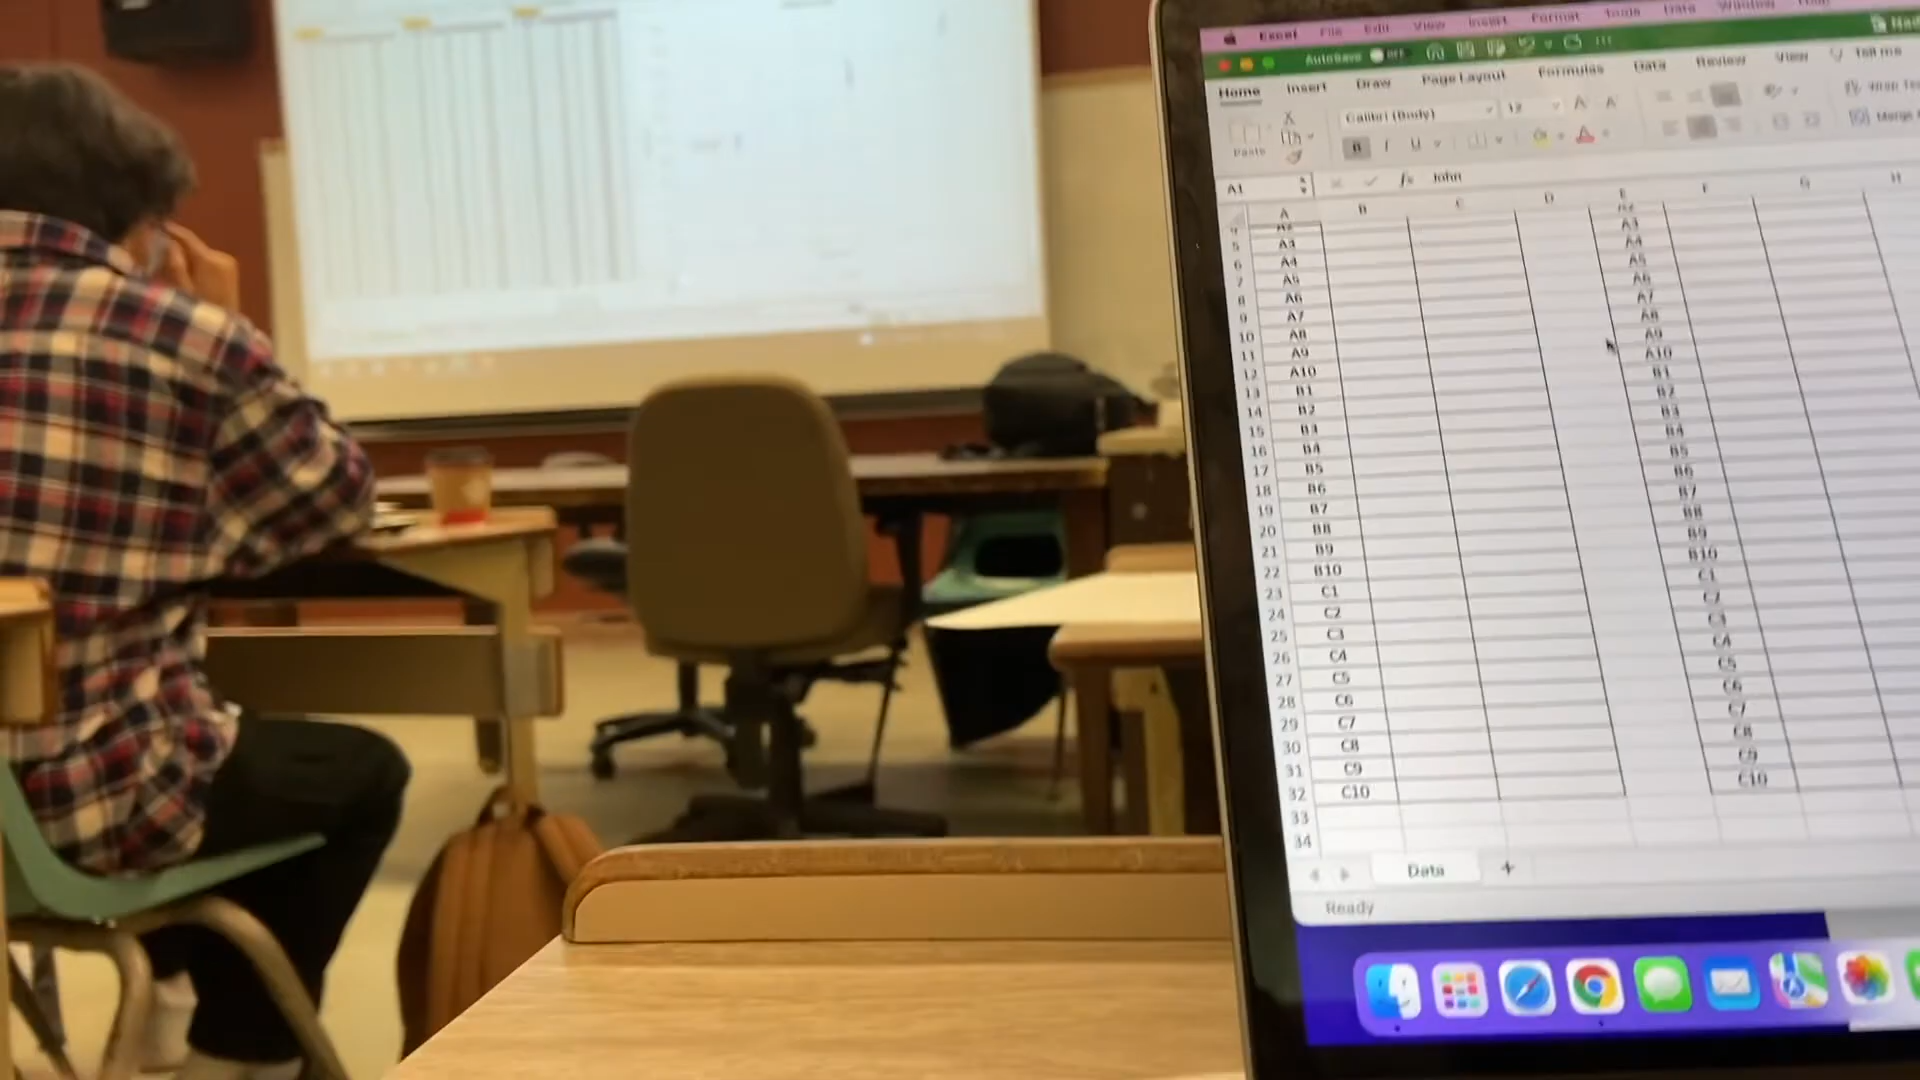 Excel File Edit View Insert Format Tools Data Window
AutoSave OFF
Home Insert Draw Page Layout Formulas Data Review View Tell me
Paste Calibri (Body) 12 A A Wrap
B I U A Merge
A1 fx John
A B C D E F G H
5 A3 A3
6 A4 A4
7 A5 A5
8 A6 A6
9 A7 A7
10 A8 A8
11 A9 A9
12 A10 A10
13 B1 B1
14 B2 B2
15 B3 B3
16 B4 B4
17 B5 B5
18 B6 B6
19 B7 B7
20 B8 B8
21 B9 B9
22 B10 B10
23 C1 C1
24 C2 C2
25 C3 C3
26 C4 C4
27 C5 C5
28 C6 C6
29 C7 C7
30 C8 C8
31 C9 C9
32 C10 C10
33
34
Data +
Ready